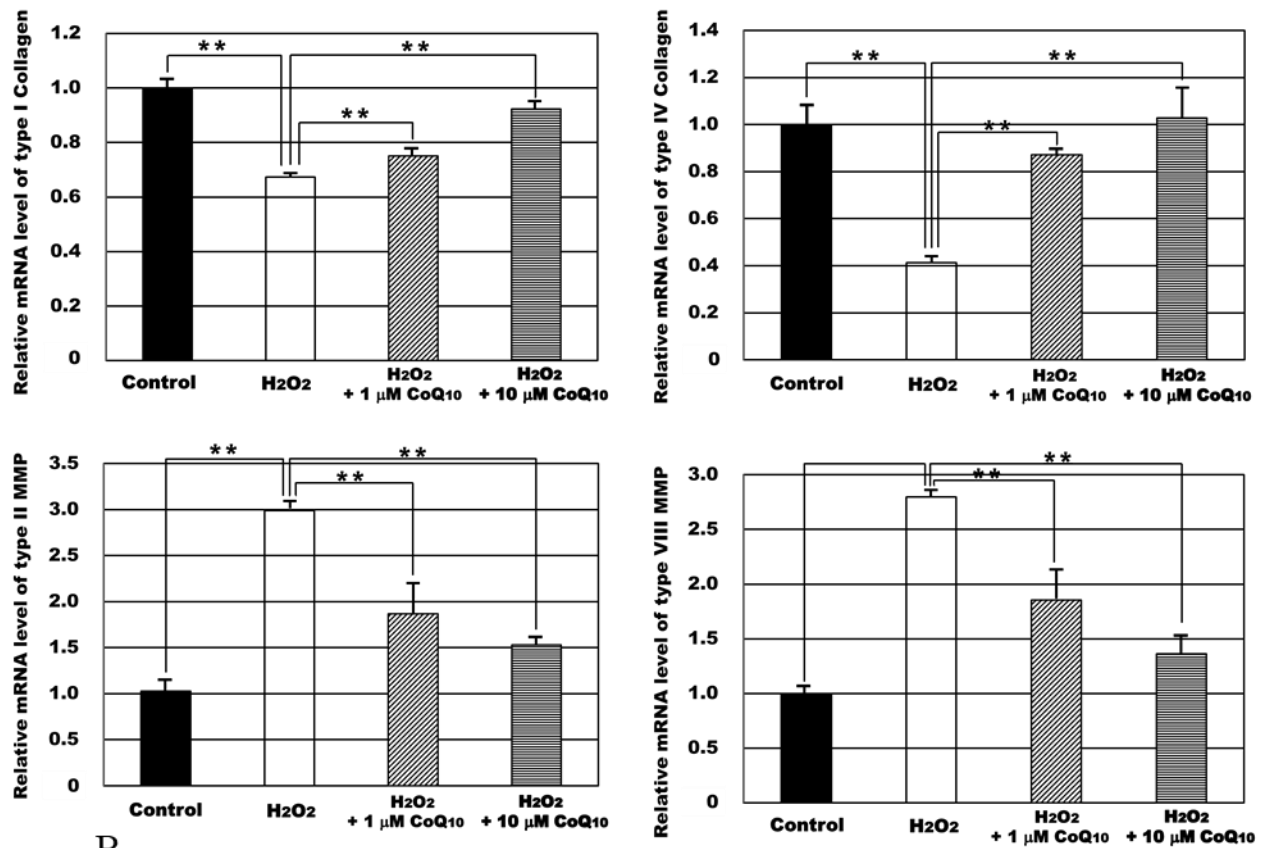 Relative mRNA level of type I Collagen
1.2
1.0
0.8
0.6
0.4
0.2
0
**
**
**
Control
H2O2
H2O2
+ 1 μM CoQ10
H2O2
+ 10 μM CoQ10
Relative mRNA level of type IV Collagen
1.4
1.2
1.0
0.8
0.6
0.4
0.2
0
**
**
**
Control
H2O2
H2O2
+ 1 μM CoQ10
H2O2
+ 10 μM CoQ10
Relative mRNA level of type II MMP
3.5
3.0
2.5
2.0
1.5
1.0
0.5
0
**
**
**
Control
H2O2
H2O2
+ 1 μM CoQ10
H2O2
+ 10 μM CoQ10
Relative mRNA level of type VIII MMP
3.0
2.5
2.0
1.5
1.0
0.5
0
**
**
Control
H2O2
H2O2
+ 1 μM CoQ10
H2O2
+ 10 μM CoQ10